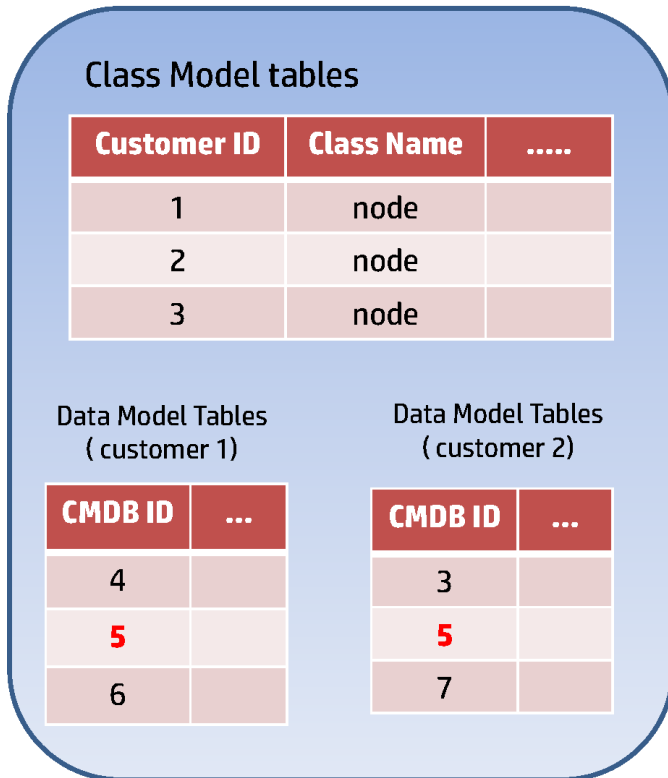 Class Model tables
Customer ID Class Name .....
1 node
2 node
3 node
Data Model Tables
( customer 1)
CMDB ID ...
4
5
6
Data Model Tables
( customer 2)
CMDB ID ...
3
5
7